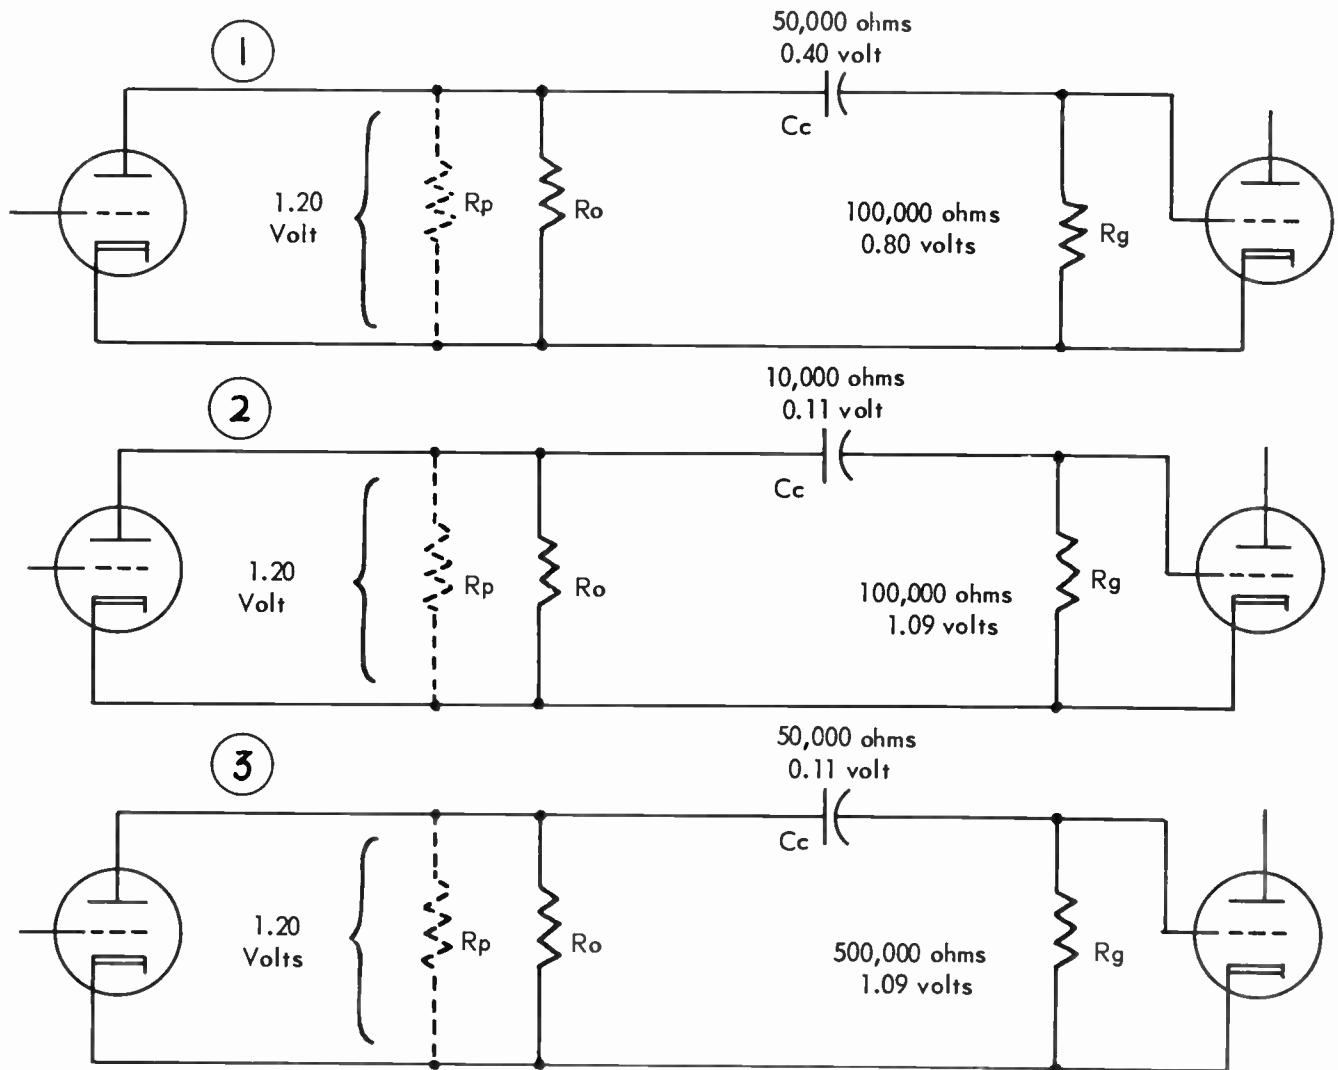 1
50,000 ohms
0.40 volt
Cc
1.20
Volt
Rp
Ro
100,000 ohms
0.80 volts
Rg
2
10,000 ohms
0.11 volt
Cc
1.20
Volt
Rp
Ro
100,000 ohms
1.09 volts
Rg
3
50,000 ohms
0.11 volt
Cc
1.20
Volts
Rp
Ro
500,000 ohms
1.09 volts
Rg